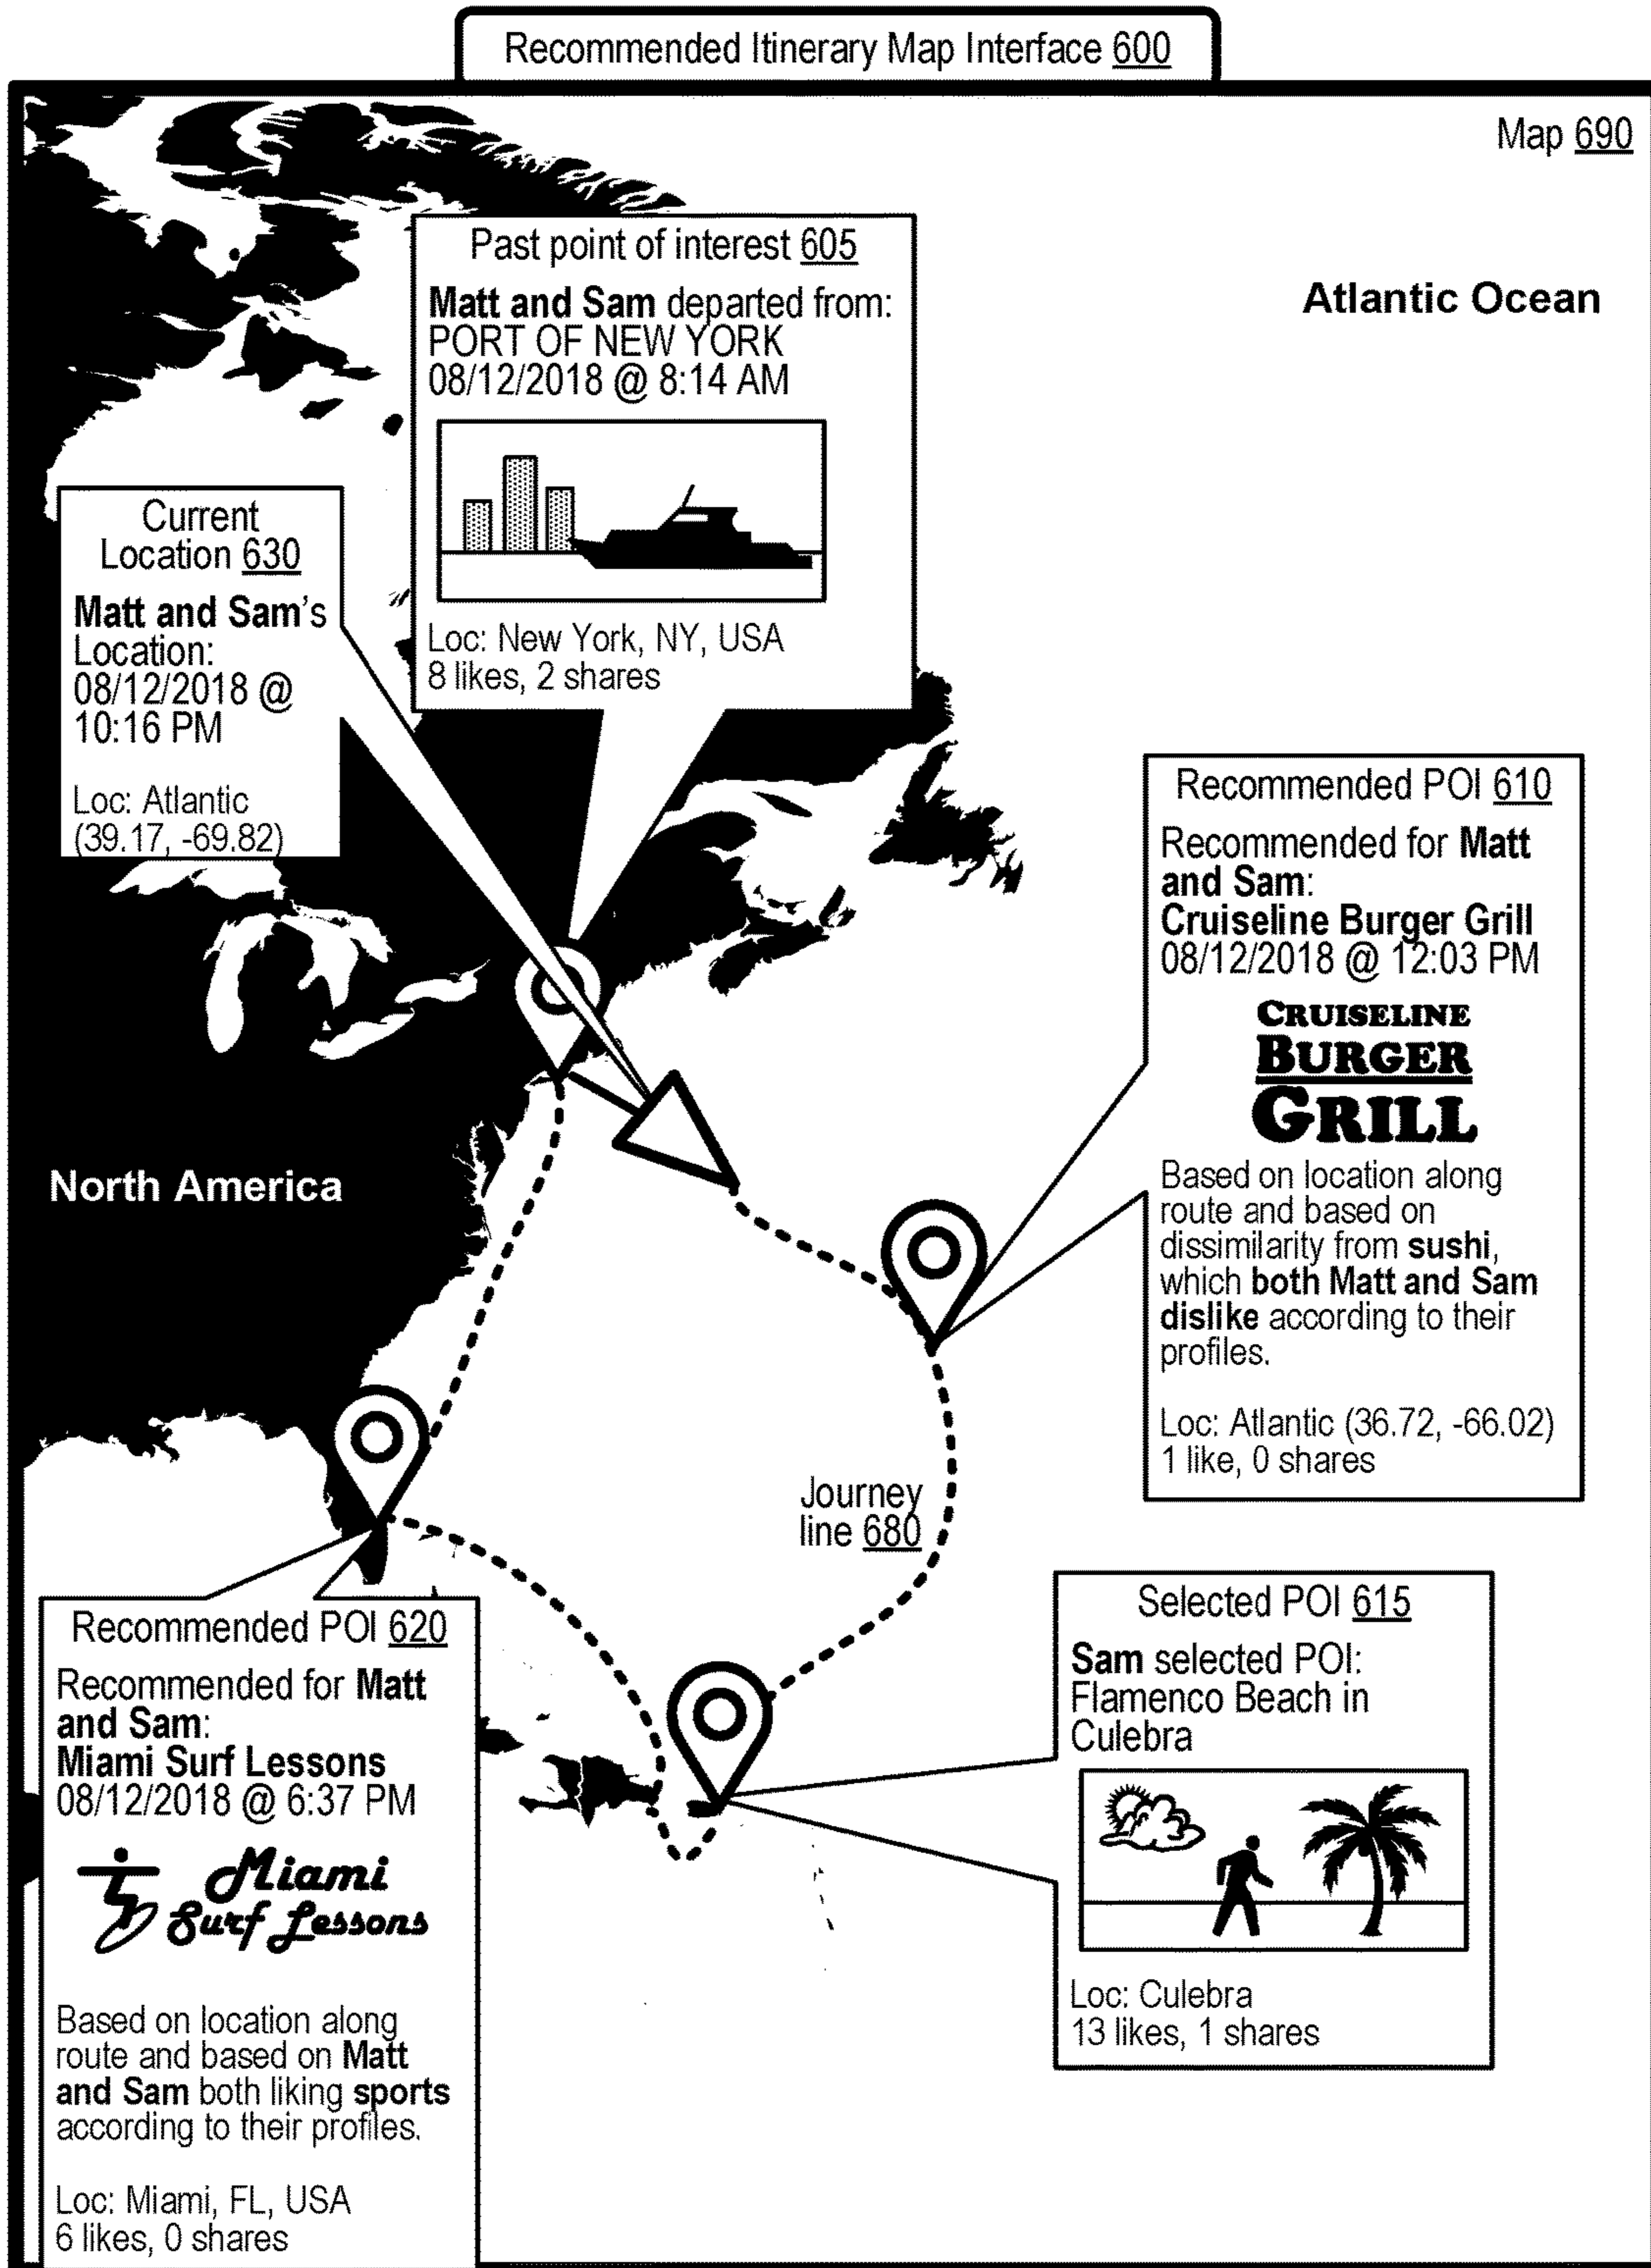 Recommended Itinerary Map Interface 600
Map 690
Atlantic Ocean
Past point of interest 605
Matt and Sam departed from:
PORT OF NEW YORK
08/12/2018 @ 8:14 AM
Loc: New York, NY, USA
8 likes, 2 shares
Current
Location 630
Matt and Sam's
Location:
08/12/2018 @
10:16 PM
Loc: Atlantic
(39.17, -69.82)
Recommended POI 610
Recommended for Matt
and Sam:
Cruiseline Burger Grill
08/12/2018 @ 12:03 PM
CRUISELINE
BURGER
GRILL
Based on location along
route and based on
dissimilarity from sushi,
which both Matt and Sam
dislike according to their
profiles.
Loc: Atlantic (36.72, -66.02)
1 like, 0 shares
North America
Journey
line 680
Recommended POI 620
Recommended for Matt
and Sam:
Miami Surf Lessons
08/12/2018 @ 6:37 PM
Miami
Surf Lessons
Based on location along
route and based on Matt
and Sam both liking sports
according to their profiles.
Loc: Miami, FL, USA
6 likes, 0 shares
Selected POI 615
Sam selected POI:
Flamenco Beach in
Culebra
Loc: Culebra
13 likes, 1 shares